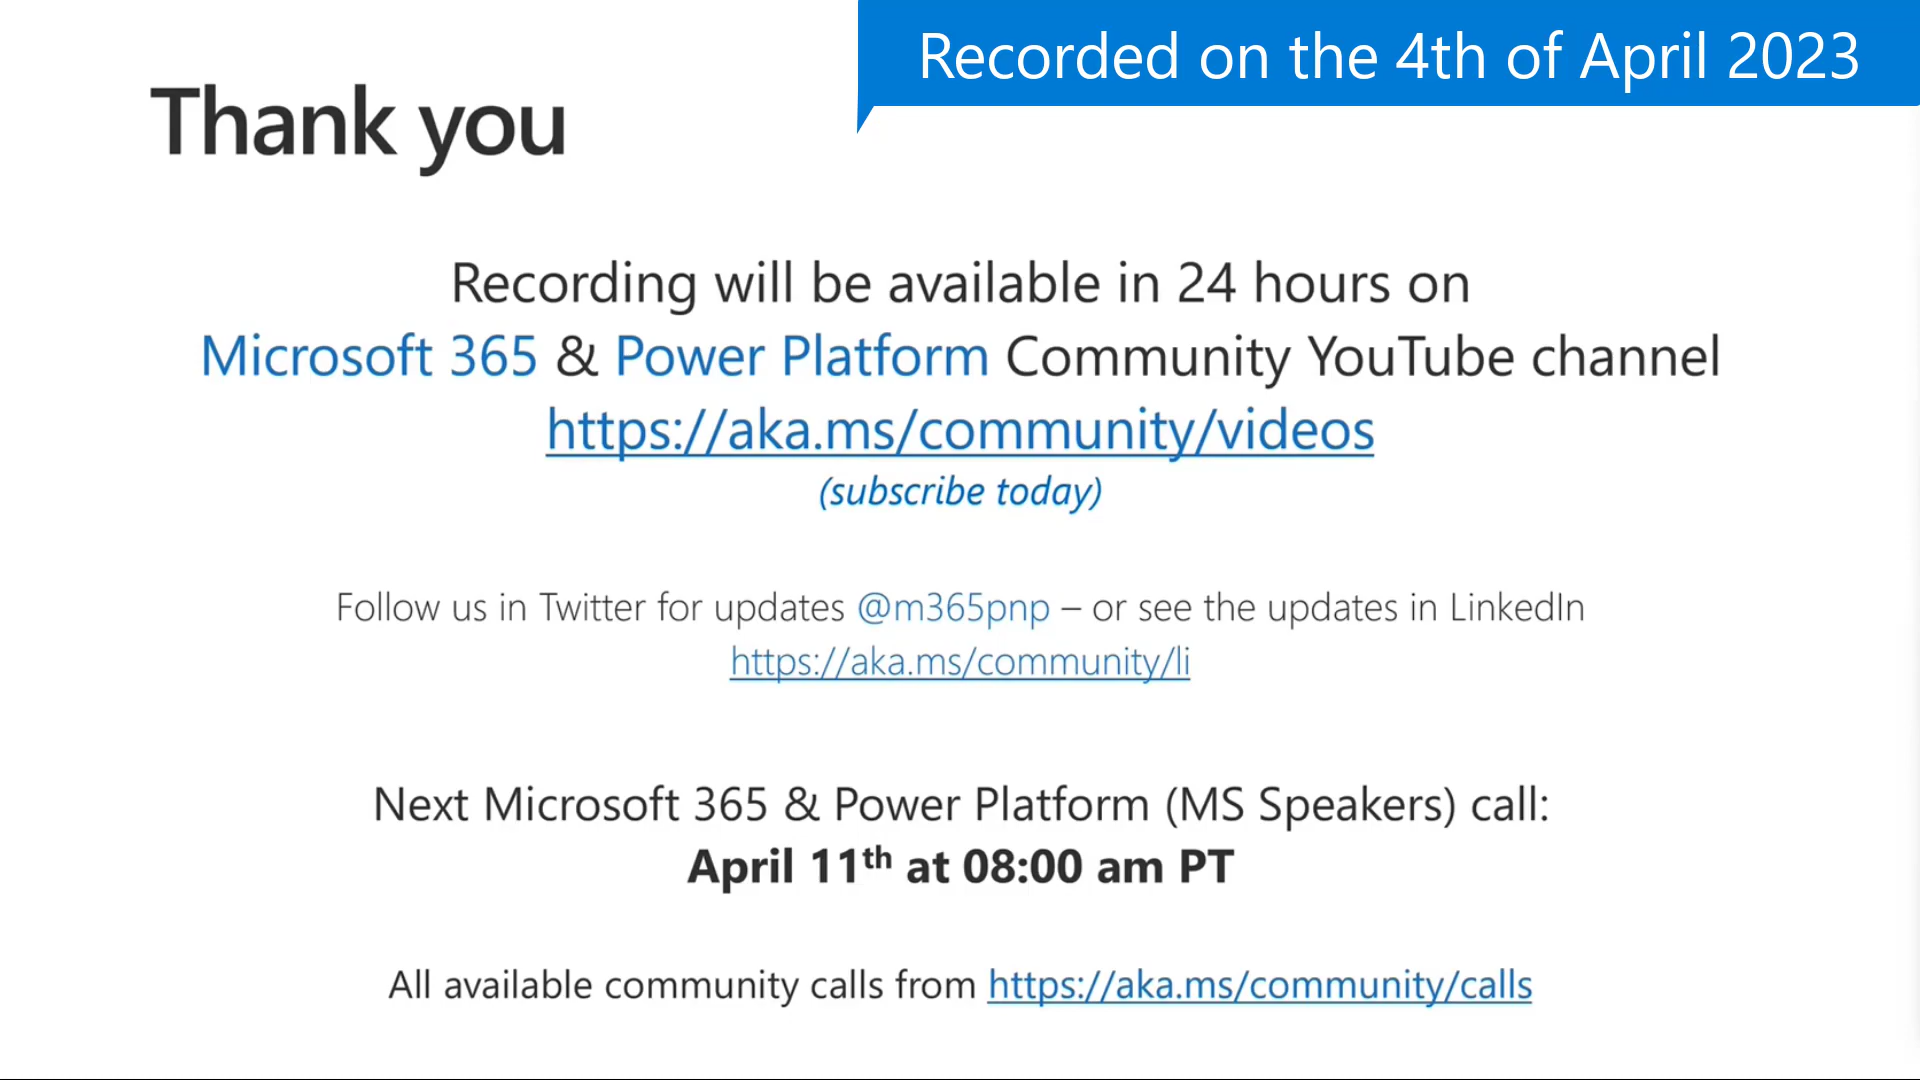 Recorded on the 4th of April 2023
Thank you
Recording will be available in 24 hours on
Microsoft 365 & Power Platform Community YouTube channel
https://aka.ms/community/videos
(subscribe today)
Follow us in Twitter for updates @m365pnp – or see the updates in LinkedIn
https://aka.ms/community/li
Next Microsoft 365 & Power Platform (MS Speakers) call:
April 11th at 08:00 am PT
All available community calls from https://aka.ms/community/calls